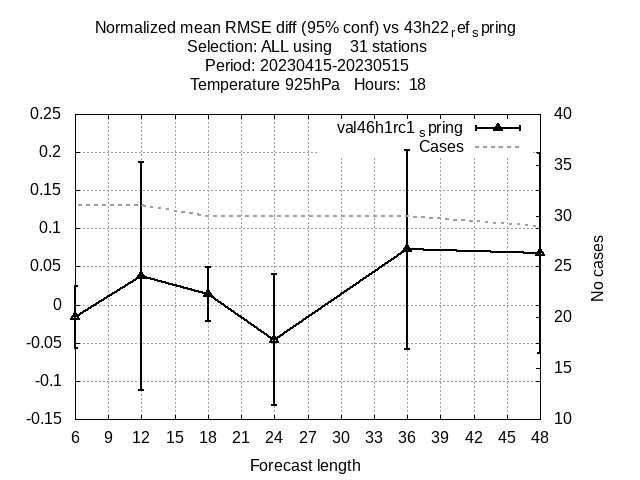 Normalized mean RMSE diff (95% conf) vs 43h22refspring
Selection: ALL using 31 stations
Period: 20230415-20230515
Temperature 925hPa Hours: 18
val46h1rc1spring
Cases
0.25
0.2
0.15
0.1
0.05
0
-0.05
-0.1
-0.15
40
35
30
25
20
15
10
No cases
6 9 12 15 18 21 24 27 30 33 36 39 42 45 48
Forecast length